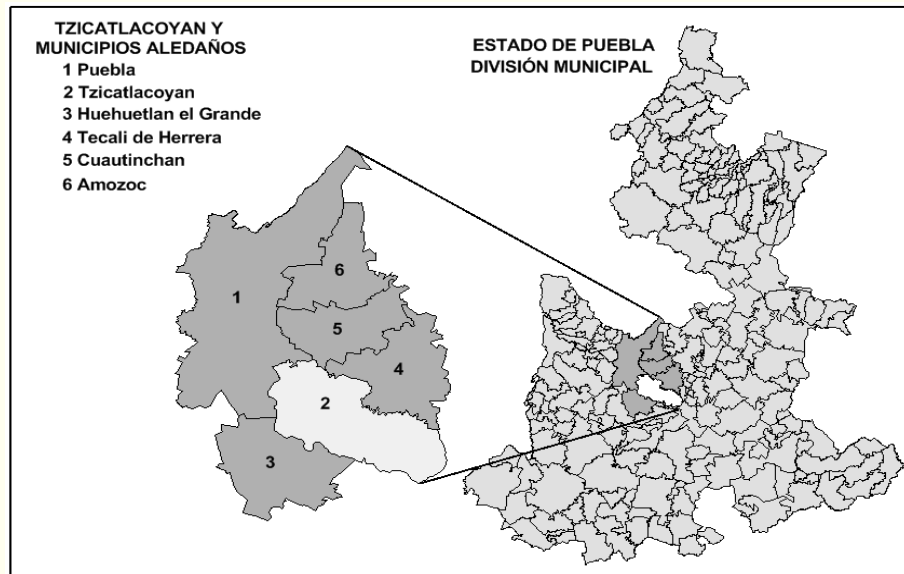 TZICATLACOYAN Y
MUNICIPIOS ALEDAÑOS
1 Puebla
2 Tzicatlacoyan
3 Huehuetlan el Grande
4 Tecali de Herrera
5 Cuautinchan
6 Amozoc
ESTADO DE PUEBLA
DIVISIÓN MUNICIPAL
6
1
5
4
2
3